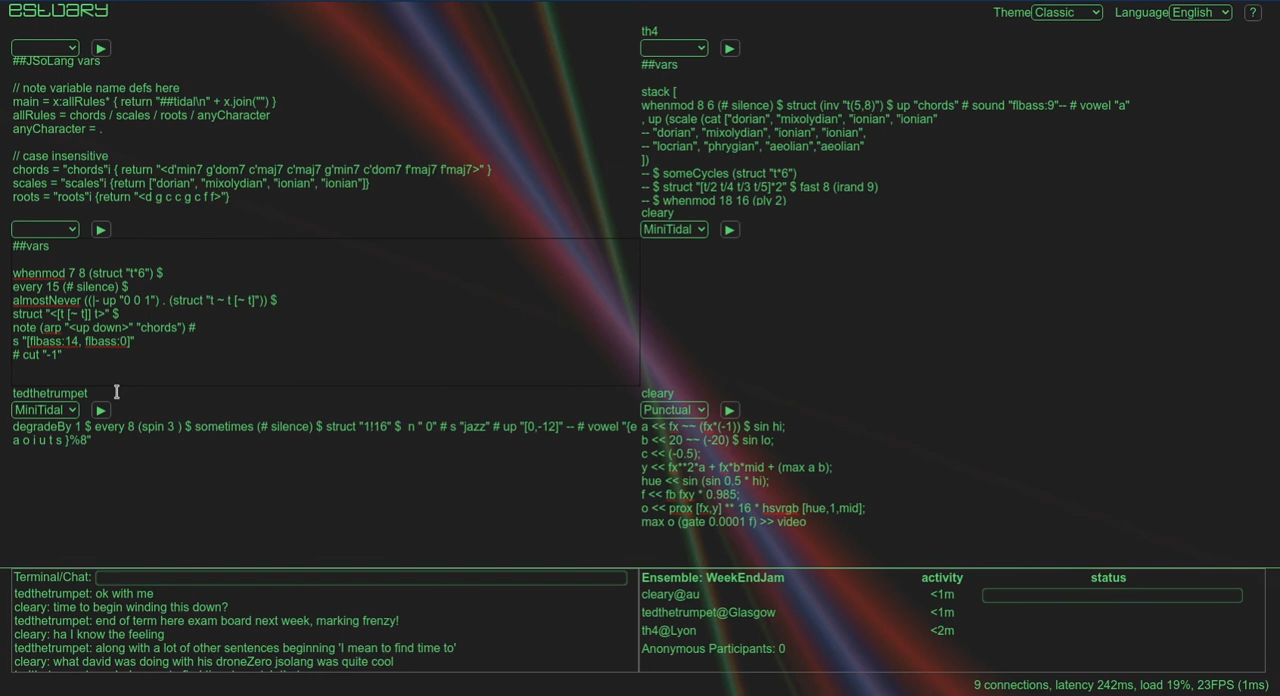 estuary
Theme Classic Language English ?
##JSoLang vars
// note variable name defs here
main = x:allRules* { return "##tidal\n" + x.join("") }
allRules = chords / scales / roots / anyCharacter
anyCharacter = .
// case insensitive
chords = "chords"i { return "<d'min7 g'dom7 c'maj7 c'maj7 g'min7 c'dom7 f'maj7 f'maj7>" }
scales = "scales"i {return ["dorian", "mixolydian", "ionian", "ionian"]}
roots = "roots"i {return "<d g c c g c f f>"}
th4
##vars
stack [
whenmod 8 6 (# silence) $ struct (inv "t(5,8)") $ up "chords" # sound "flbass:9"-- # vowel "a"
, up (scale (cat ["dorian", "mixolydian", "ionian", "ionian"
-- "dorian", "mixolydian", "ionian", "ionian",
-- "locrian", "phrygian", "aeolian","aeolian"
])
-- $ someCycles (struct "t*6")
-- $ struct "[t/2 t/4 t/3 t/5]*2" $ fast 8 (irand 9)
-- $ whenmod 18 16 (ply 2)
##vars
whenmod 7 8 (struct "t*6") $
every 15 (# silence) $
almostNever ((|- up "0 0 1") . (struct "t ~ t [~ t]")) $
struct "<[t [~ t]] t>" $
note (arp "<up down>" "chords") #
s "[flbass:14, flbass:0]"
# cut "-1"
cleary
MiniTidal
tedthetrumpet
MiniTidal
degradeBy 1 $ every 8 (spin 3 ) $ sometimes (# silence) $ struct "1!16" $ n " 0" # s "jazz" # up "[0,-12]" -- # vowel "{e
a o i u t s }%8"
cleary
Punctual
a << fx ~~ (fx*(-1)) $ sin hi;
b << 20 ~~ (-20) $ sin lo;
c << (-0.5);
y << fx**2*a + fx*b*mid + (max a b);
hue << sin (sin 0.5 * hi);
f << fb fxy * 0.985;
o << prox [fx,y] ** 16 * hsvrgb [hue,1,mid];
max o (gate 0.0001 f) >> video
Terminal/Chat:
tedthetrumpet: ok with me
cleary: time to begin winding this down?
tedthetrumpet: end of term here exam board next week, marking frenzy!
cleary: ha I know the feeling
tedthetrumpet: along with a lot of other sentences beginning 'I mean to find time to'
cleary: what david was doing with his droneZero jsolang was quite cool
Ensemble: WeekEndJam activity status
cleary@au <1m
tedthetrumpet@Glasgow <1m
th4@Lyon <2m
Anonymous Participants: 0
9 connections, latency 242ms, load 19%, 23FPS (1ms)